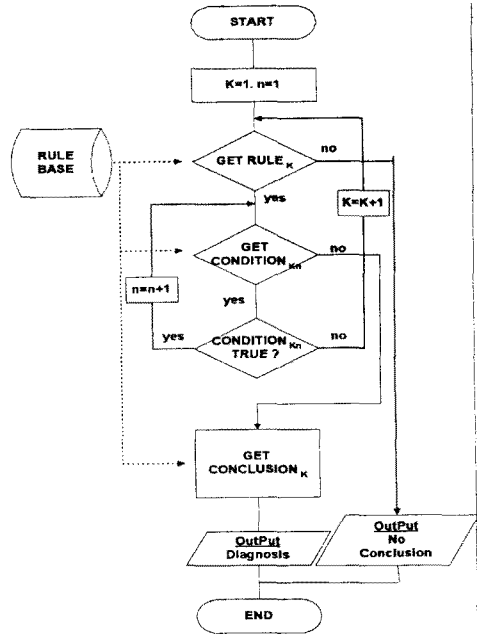 START
K=1. n=1
RULE
BASE
GET RULE K
no
yes
K=K+1
GET
CONDITION Kn
no
n=n+1
yes
yes
CONDITION Kn
TRUE ?
no
GET
CONCLUSION K
OutPut
Diagnosis
OutPut
No
Conclusion
END